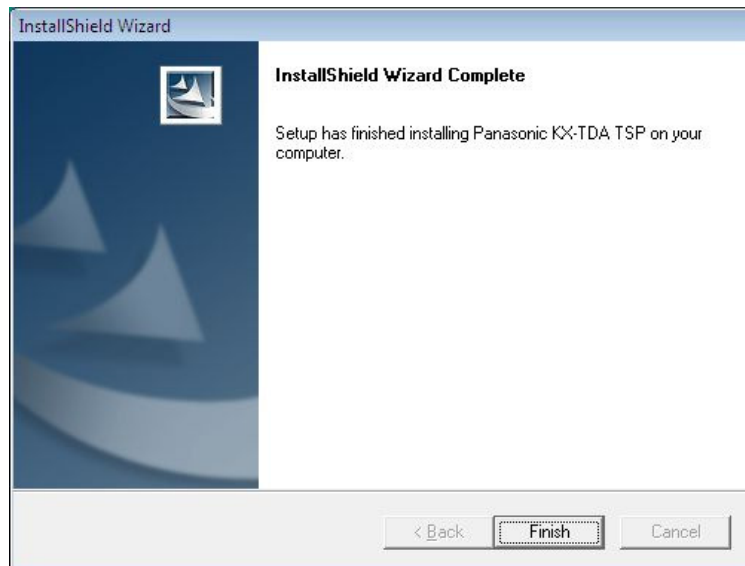 InstallShield Wizard
InstallShield Wizard Complete
Setup has finished installing Panasonic KX-TDA TSP on your
computer.
< Back
Finish
Cancel